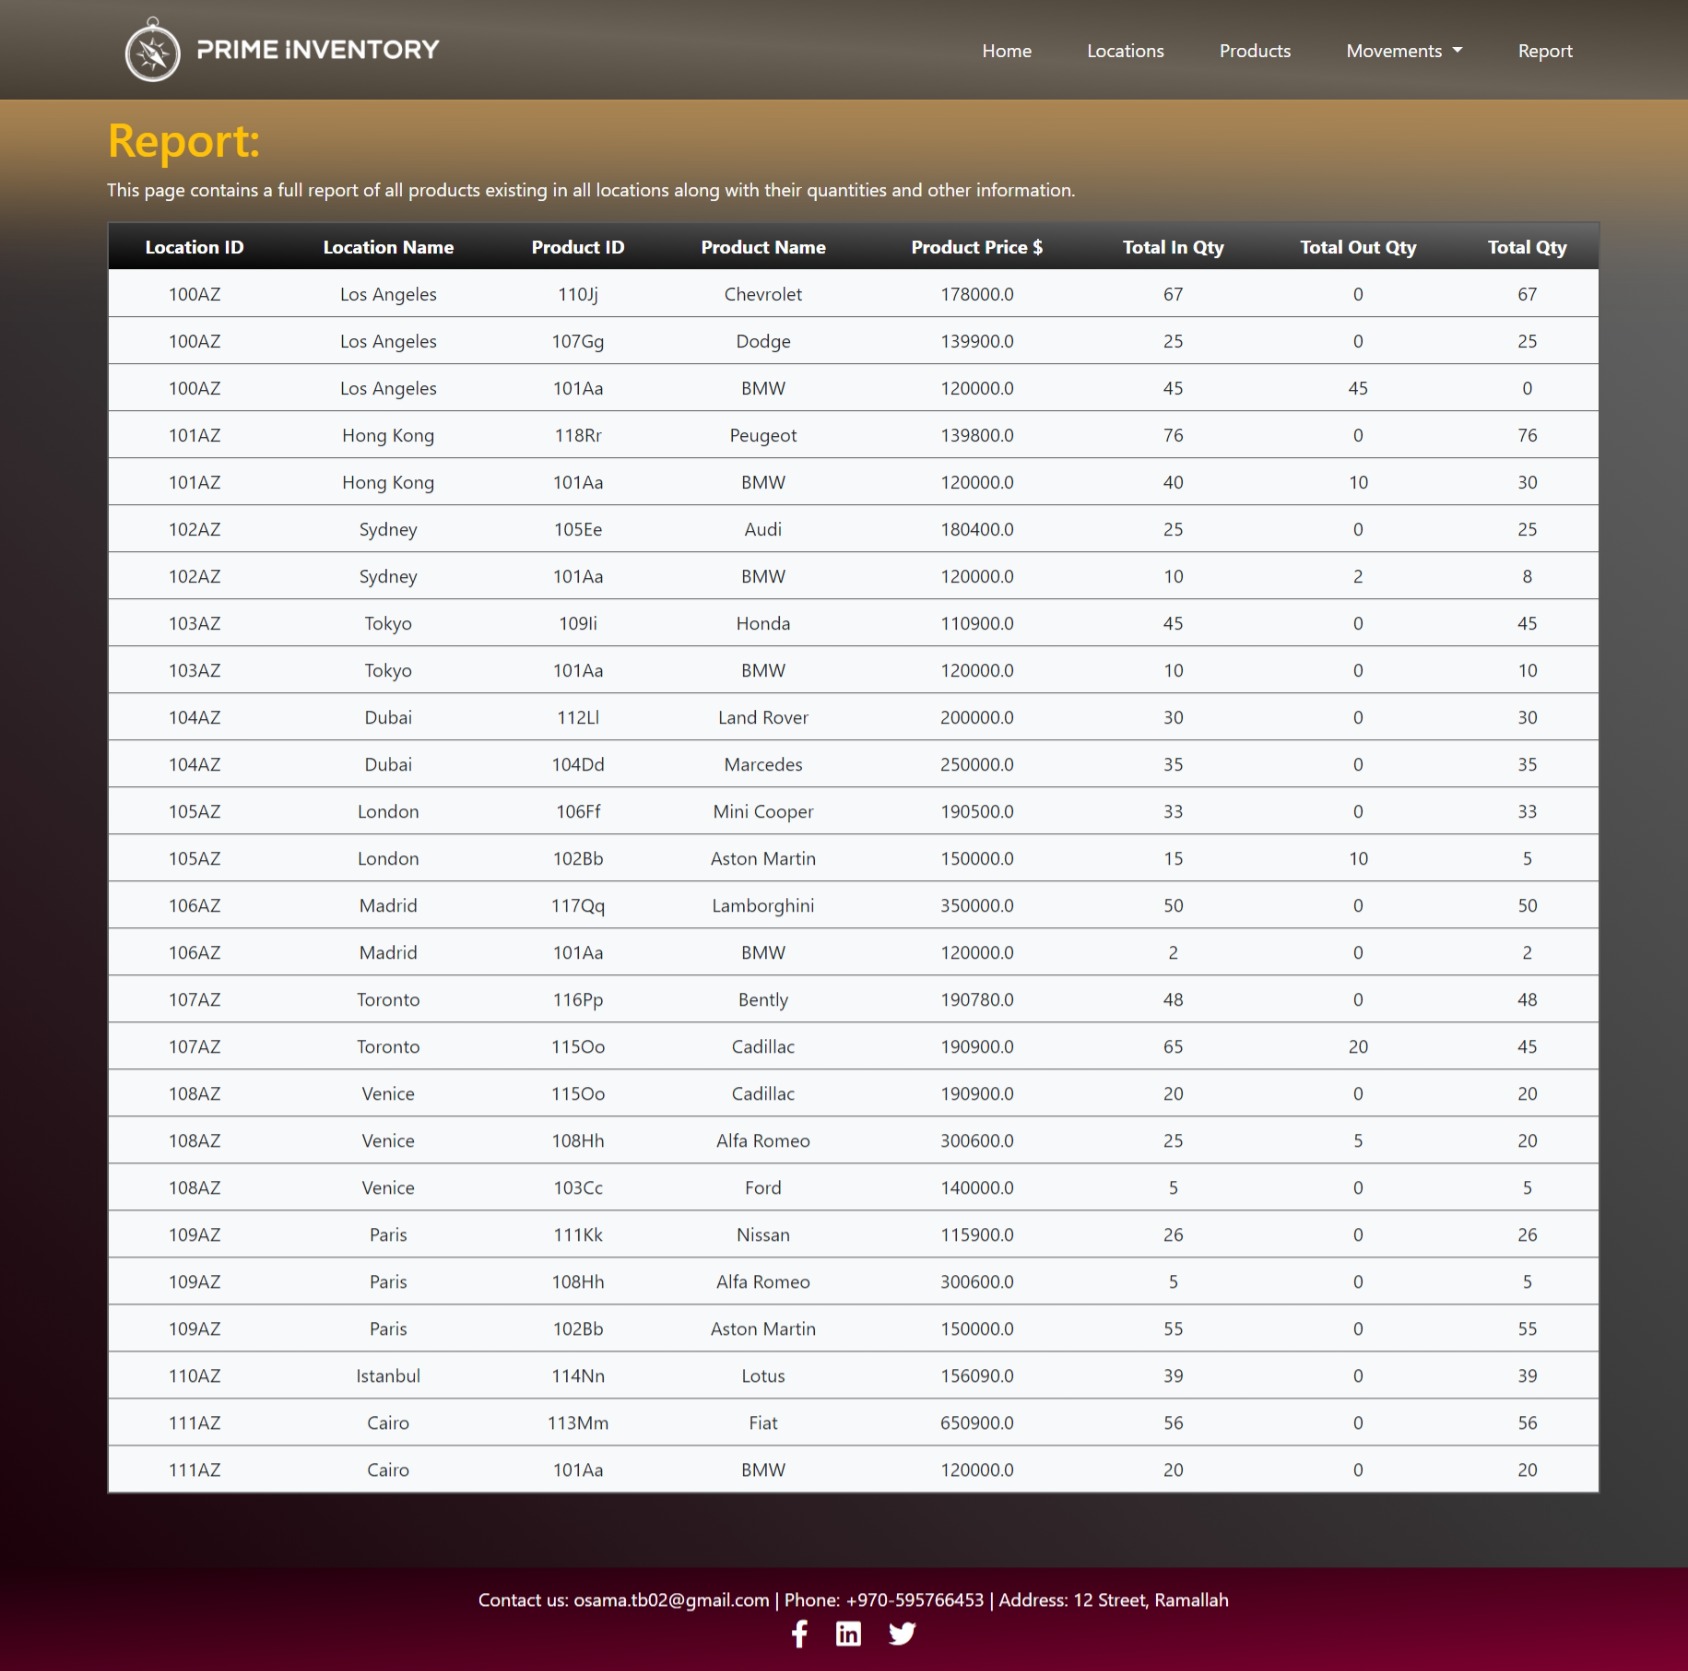 PRIME iNVENTORY Home Locations Products Movements Report
Report:
This page contains a full report of all products existing in all locations along with their quantities and other information.
Location ID Location Name Product ID Product Name Product Price $ Total In Qty Total Out Qty Total Qty
100AZ Los Angeles 110Jj Chevrolet 178000.0 67 0 67
100AZ Los Angeles 107Gg Dodge 139900.0 25 0 25
100AZ Los Angeles 101Aa BMW 120000.0 45 45 0
101AZ Hong Kong 118Rr Peugeot 139800.0 76 0 76
101AZ Hong Kong 101Aa BMW 120000.0 40 10 30
102AZ Sydney 105Ee Audi 180400.0 25 0 25
102AZ Sydney 101Aa BMW 120000.0 10 2 8
103AZ Tokyo 109Ii Honda 110900.0 45 0 45
103AZ Tokyo 101Aa BMW 120000.0 10 0 10
104AZ Dubai 112Ll Land Rover 200000.0 30 0 30
104AZ Dubai 104Dd Marcedes 250000.0 35 0 35
105AZ London 106Ff Mini Cooper 190500.0 33 0 33
105AZ London 102Bb Aston Martin 150000.0 15 10 5
106AZ Madrid 117Qq Lamborghini 350000.0 50 0 50
106AZ Madrid 101Aa BMW 120000.0 2 0 2
107AZ Toronto 116Pp Bently 190780.0 48 0 48
107AZ Toronto 115Oo Cadillac 190900.0 65 20 45
108AZ Venice 115Oo Cadillac 190900.0 20 0 20
108AZ Venice 108Hh Alfa Romeo 300600.0 25 5 20
108AZ Venice 103Cc Ford 140000.0 5 0 5
109AZ Paris 111Kk Nissan 115900.0 26 0 26
109AZ Paris 108Hh Alfa Romeo 300600.0 5 0 5
109AZ Paris 102Bb Aston Martin 150000.0 55 0 55
110AZ Istanbul 114Nn Lotus 156090.0 39 0 39
111AZ Cairo 113Mm Fiat 650900.0 56 0 56
111AZ Cairo 101Aa BMW 120000.0 20 0 20
Contact us: osama.tb02@gmail.com | Phone: +970-595766453 | Address: 12 Street, Ramallah